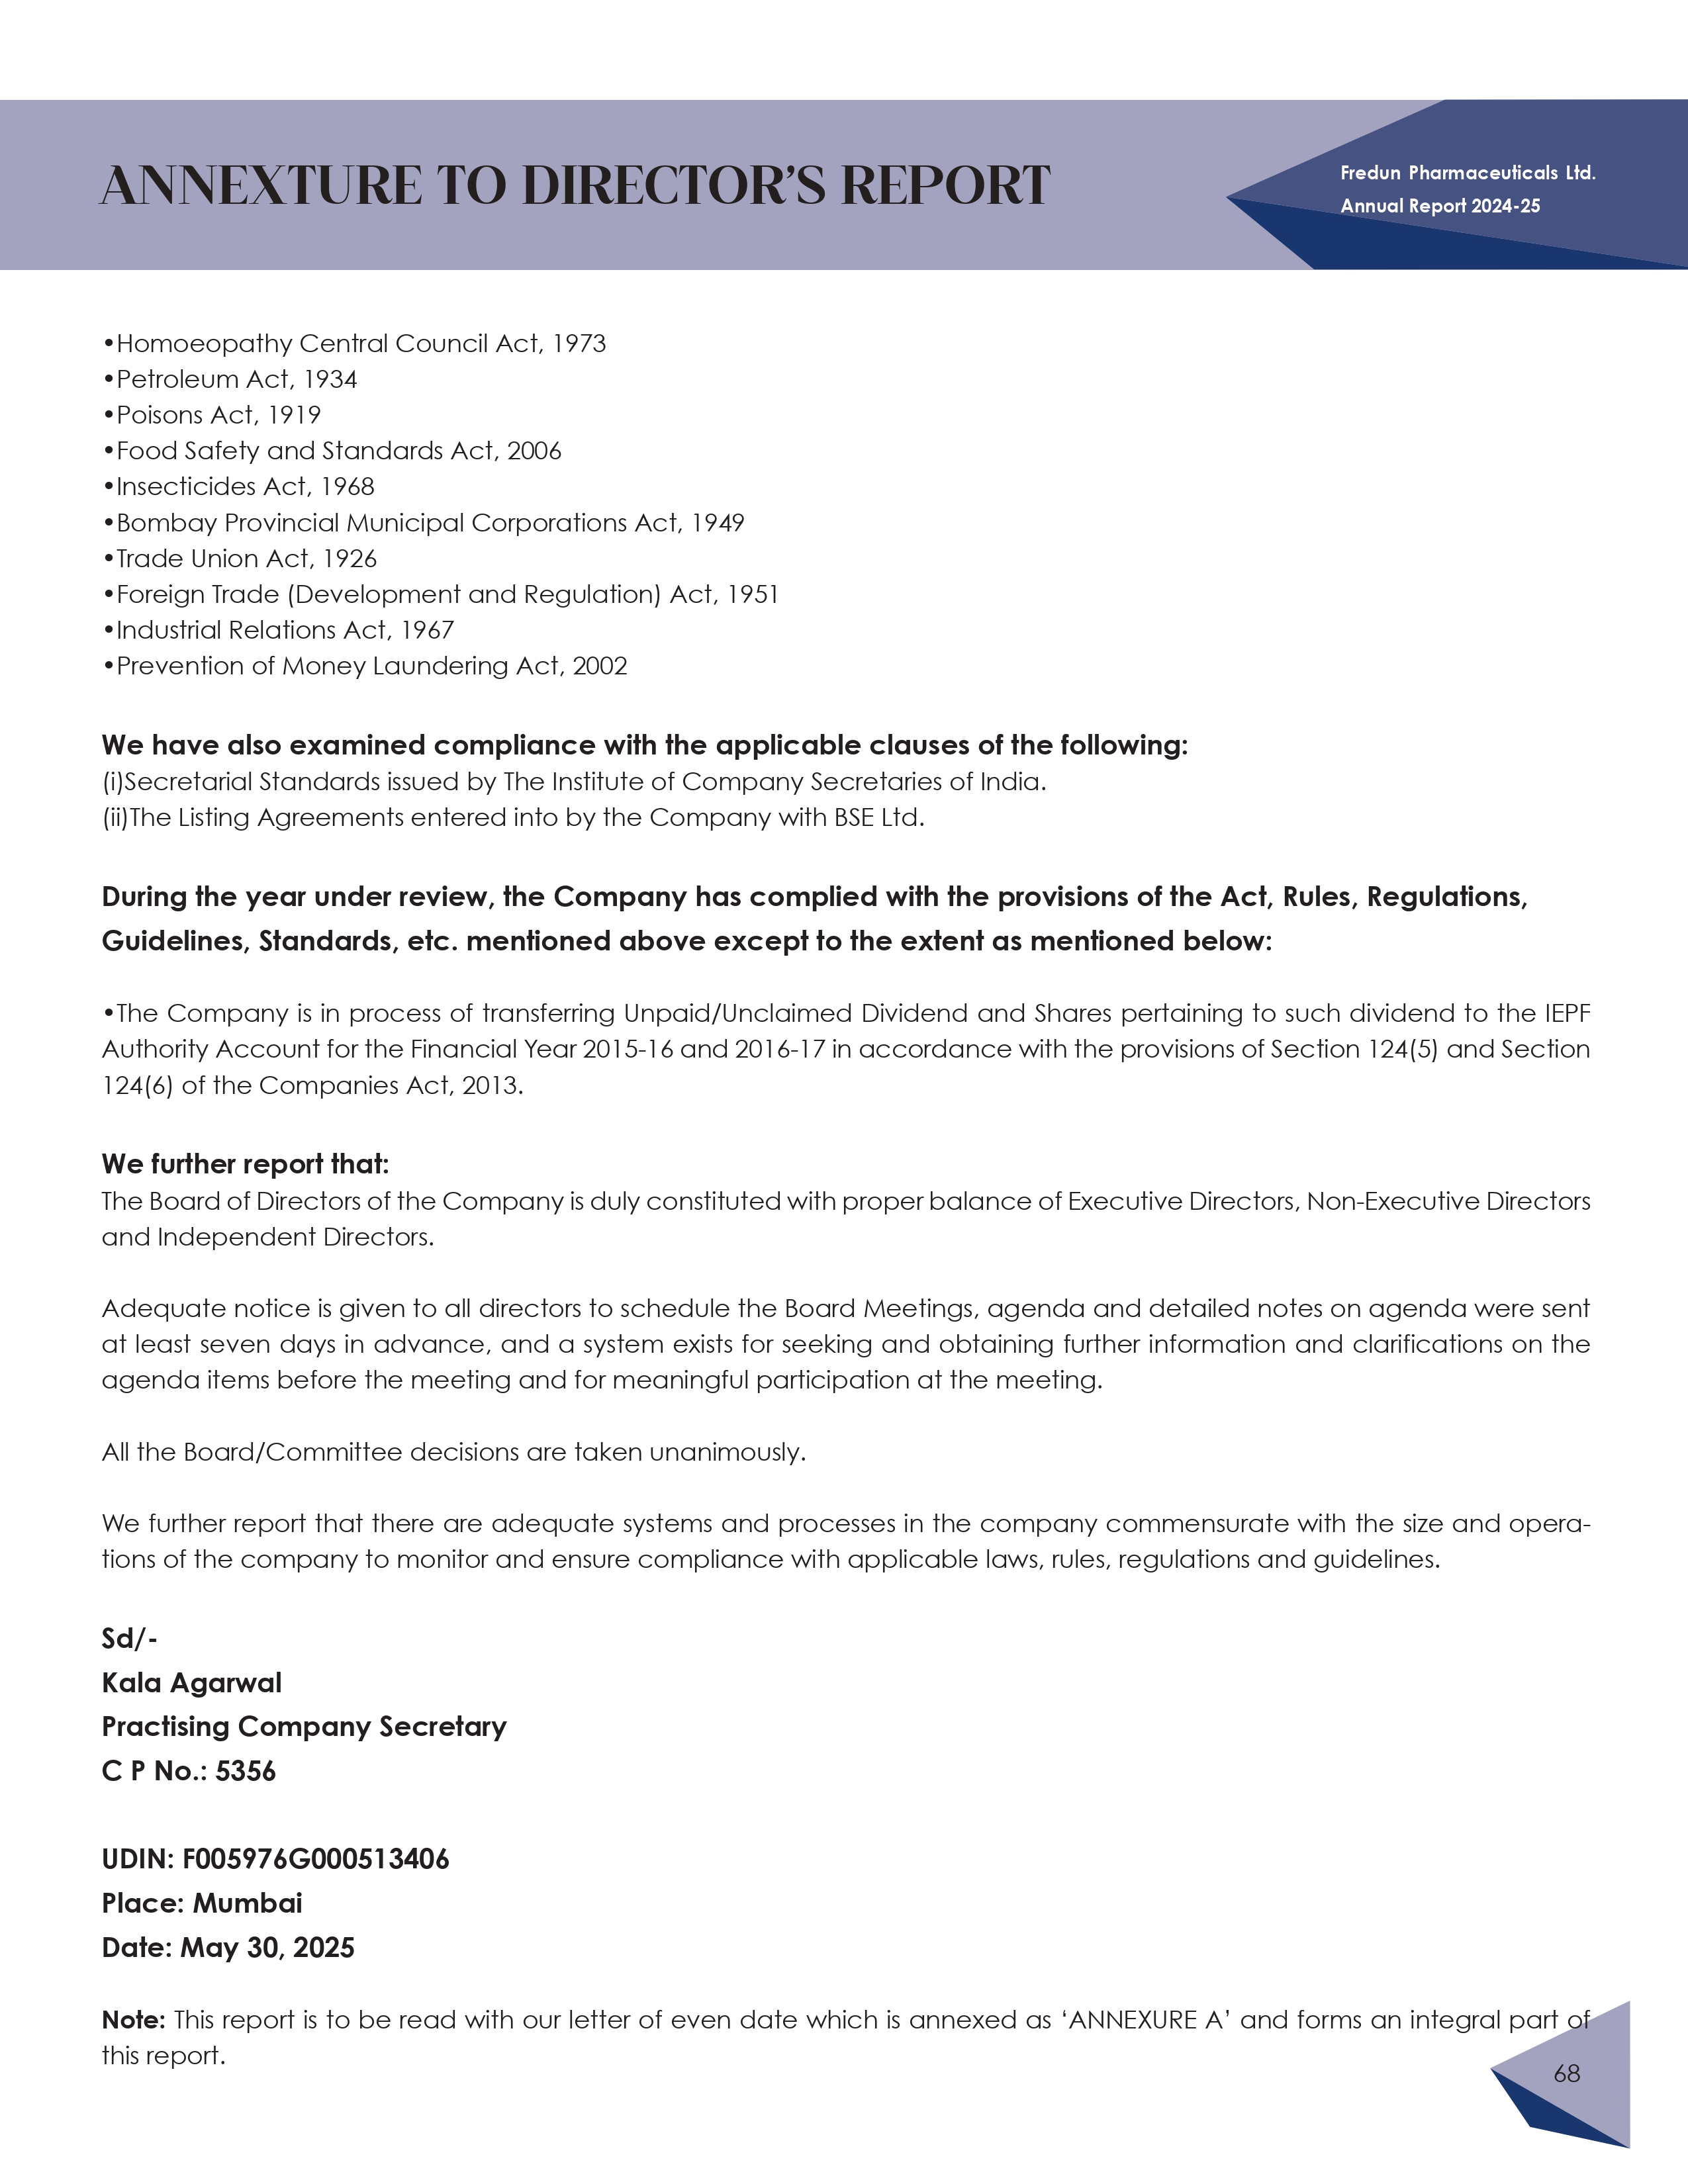 ANNEXTURE TO DIRECTOR’S REPORT
Fredun Pharmaceuticals Ltd.
Annual Report 2024-25
•Homoeopathy Central Council Act, 1973
•Petroleum Act, 1934
•Poisons Act, 1919
•Food Safety and Standards Act, 2006
•Insecticides Act, 1968
•Bombay Provincial Municipal Corporations Act, 1949
•Trade Union Act, 1926
•Foreign Trade (Development and Regulation) Act, 1951
•Industrial Relations Act, 1967
•Prevention of Money Laundering Act, 2002
We have also examined compliance with the applicable clauses of the following:
(i)Secretarial Standards issued by The Institute of Company Secretaries of India.
(ii)The Listing Agreements entered into by the Company with BSE Ltd.
During the year under review, the Company has complied with the provisions of the Act, Rules, Regulations,
Guidelines, Standards, etc. mentioned above except to the extent as mentioned below:
•The Company is in process of transferring Unpaid/Unclaimed Dividend and Shares pertaining to such dividend to the IEPF
Authority Account for the Financial Year 2015-16 and 2016-17 in accordance with the provisions of Section 124(5) and Section
124(6) of the Companies Act, 2013.
We further report that:
The Board of Directors of the Company is duly constituted with proper balance of Executive Directors, Non-Executive Directors
and Independent Directors.
Adequate notice is given to all directors to schedule the Board Meetings, agenda and detailed notes on agenda were sent
at least seven days in advance, and a system exists for seeking and obtaining further information and clarifications on the
agenda items before the meeting and for meaningful participation at the meeting.
All the Board/Committee decisions are taken unanimously.
We further report that there are adequate systems and processes in the company commensurate with the size and opera-
tions of the company to monitor and ensure compliance with applicable laws, rules, regulations and guidelines.
Sd/-
Kala Agarwal
Practising Company Secretary
C P No.: 5356
UDIN: F005976G000513406
Place: Mumbai
Date: May 30, 2025
Note: This report is to be read with our letter of even date which is annexed as ‘ANNEXURE A’ and forms an integral part of
this report.
68